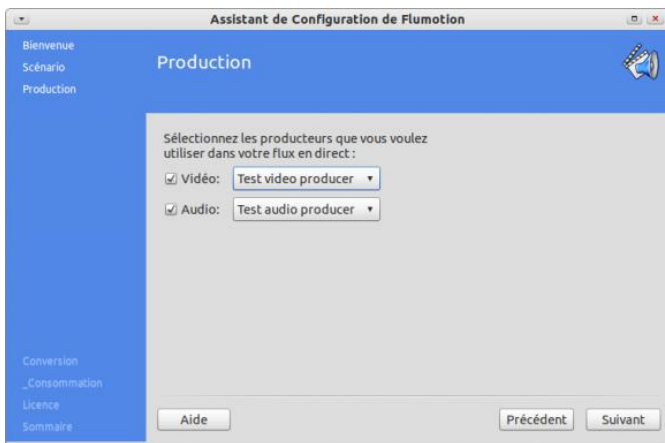 Assistant de Configuration de Flumotion
Bienvenue
Scénario
Production
Production
Sélectionnez les producteurs que vous voulez
utiliser dans votre flux en direct :
Vidéo: Test video producer
Audio: Test audio producer
Conversion
_Consommation
Licence
Sommaire
Aide Précédent Suivant